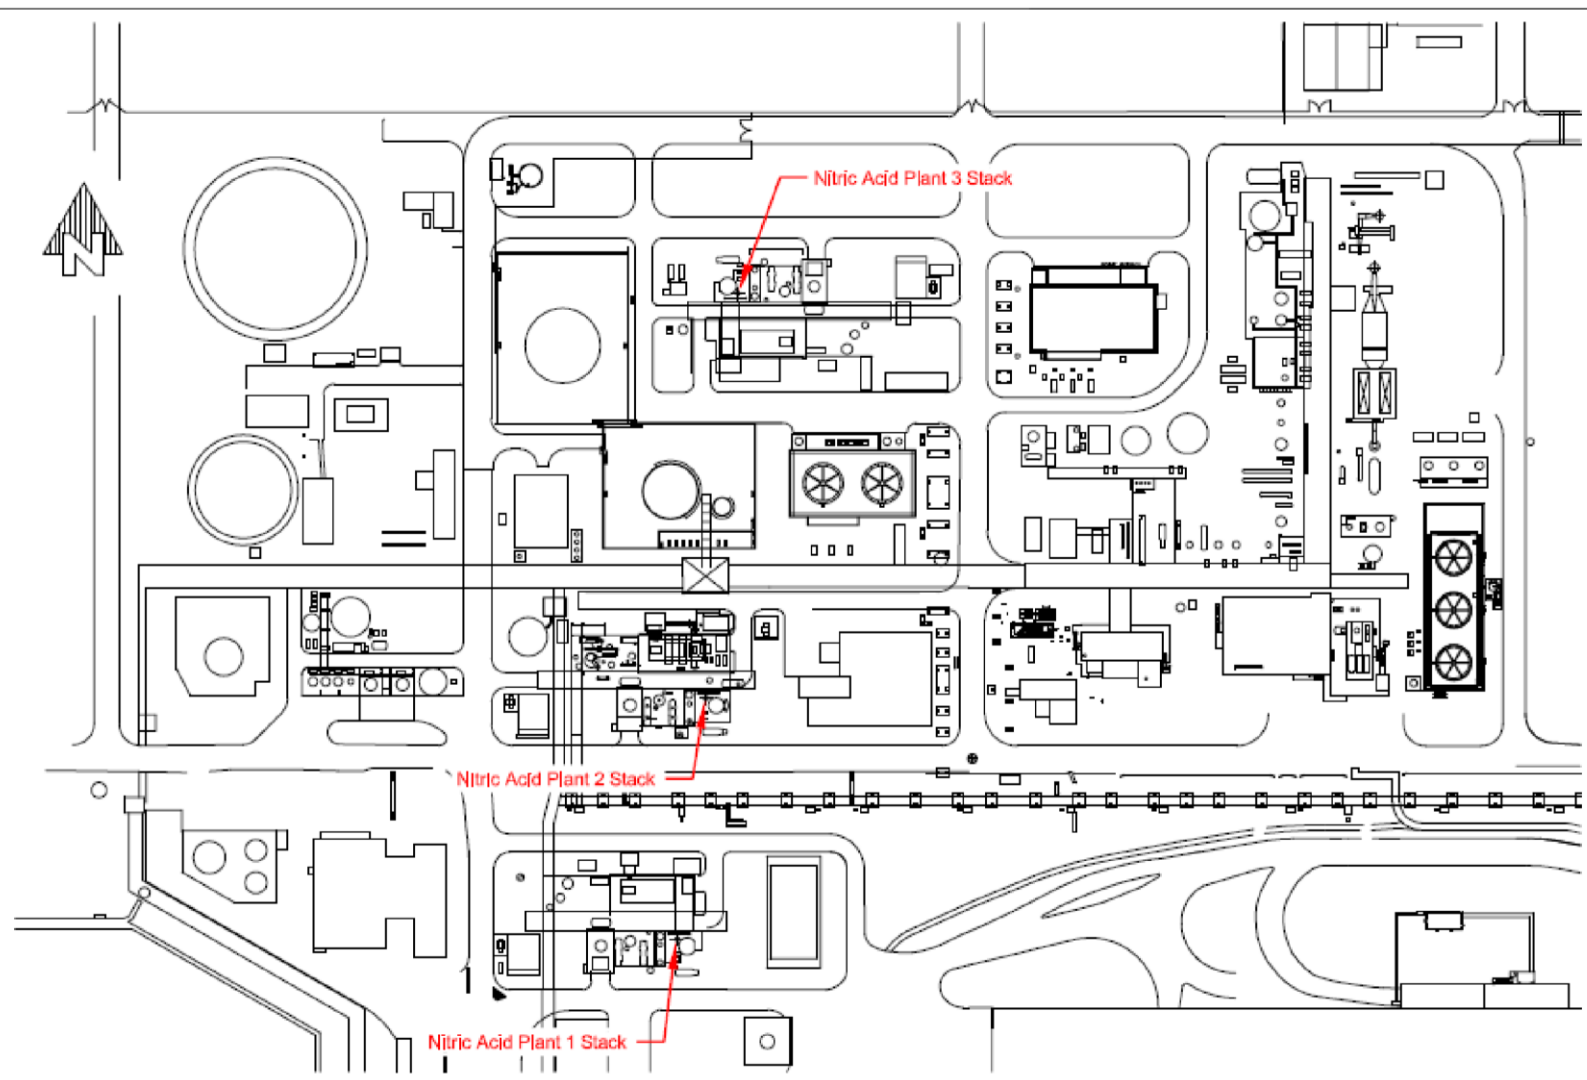 Nitric Acid Plant 3 Stack
N
Nitric Acid Plant 2 Stack
Nitric Acid Plant 1 Stack